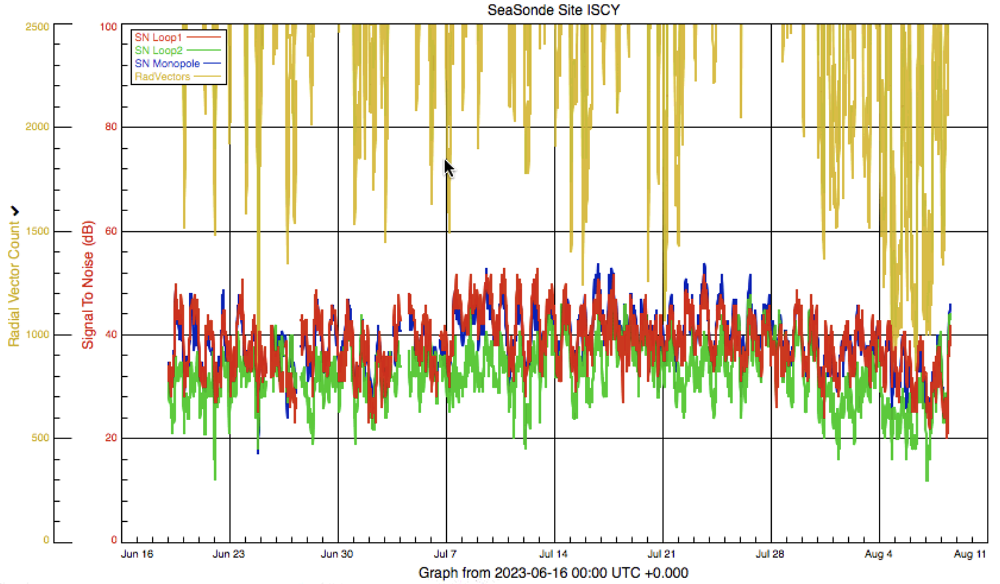 SeaSonde Site ISCY
2500
2000
1500
1000
500
0
Radial Vector Count
100
80
60
40
20
0
Signal To Noise (dB)
SN Loop1
SN Loop2
SN Monopole
RadVectors
Jun 16 Jun 23 Jun 30 Jul 7 Jul 14 Jul 21 Jul 28 Aug 4 Aug 11
Graph from 2023-06-16 00:00 UTC +0.000